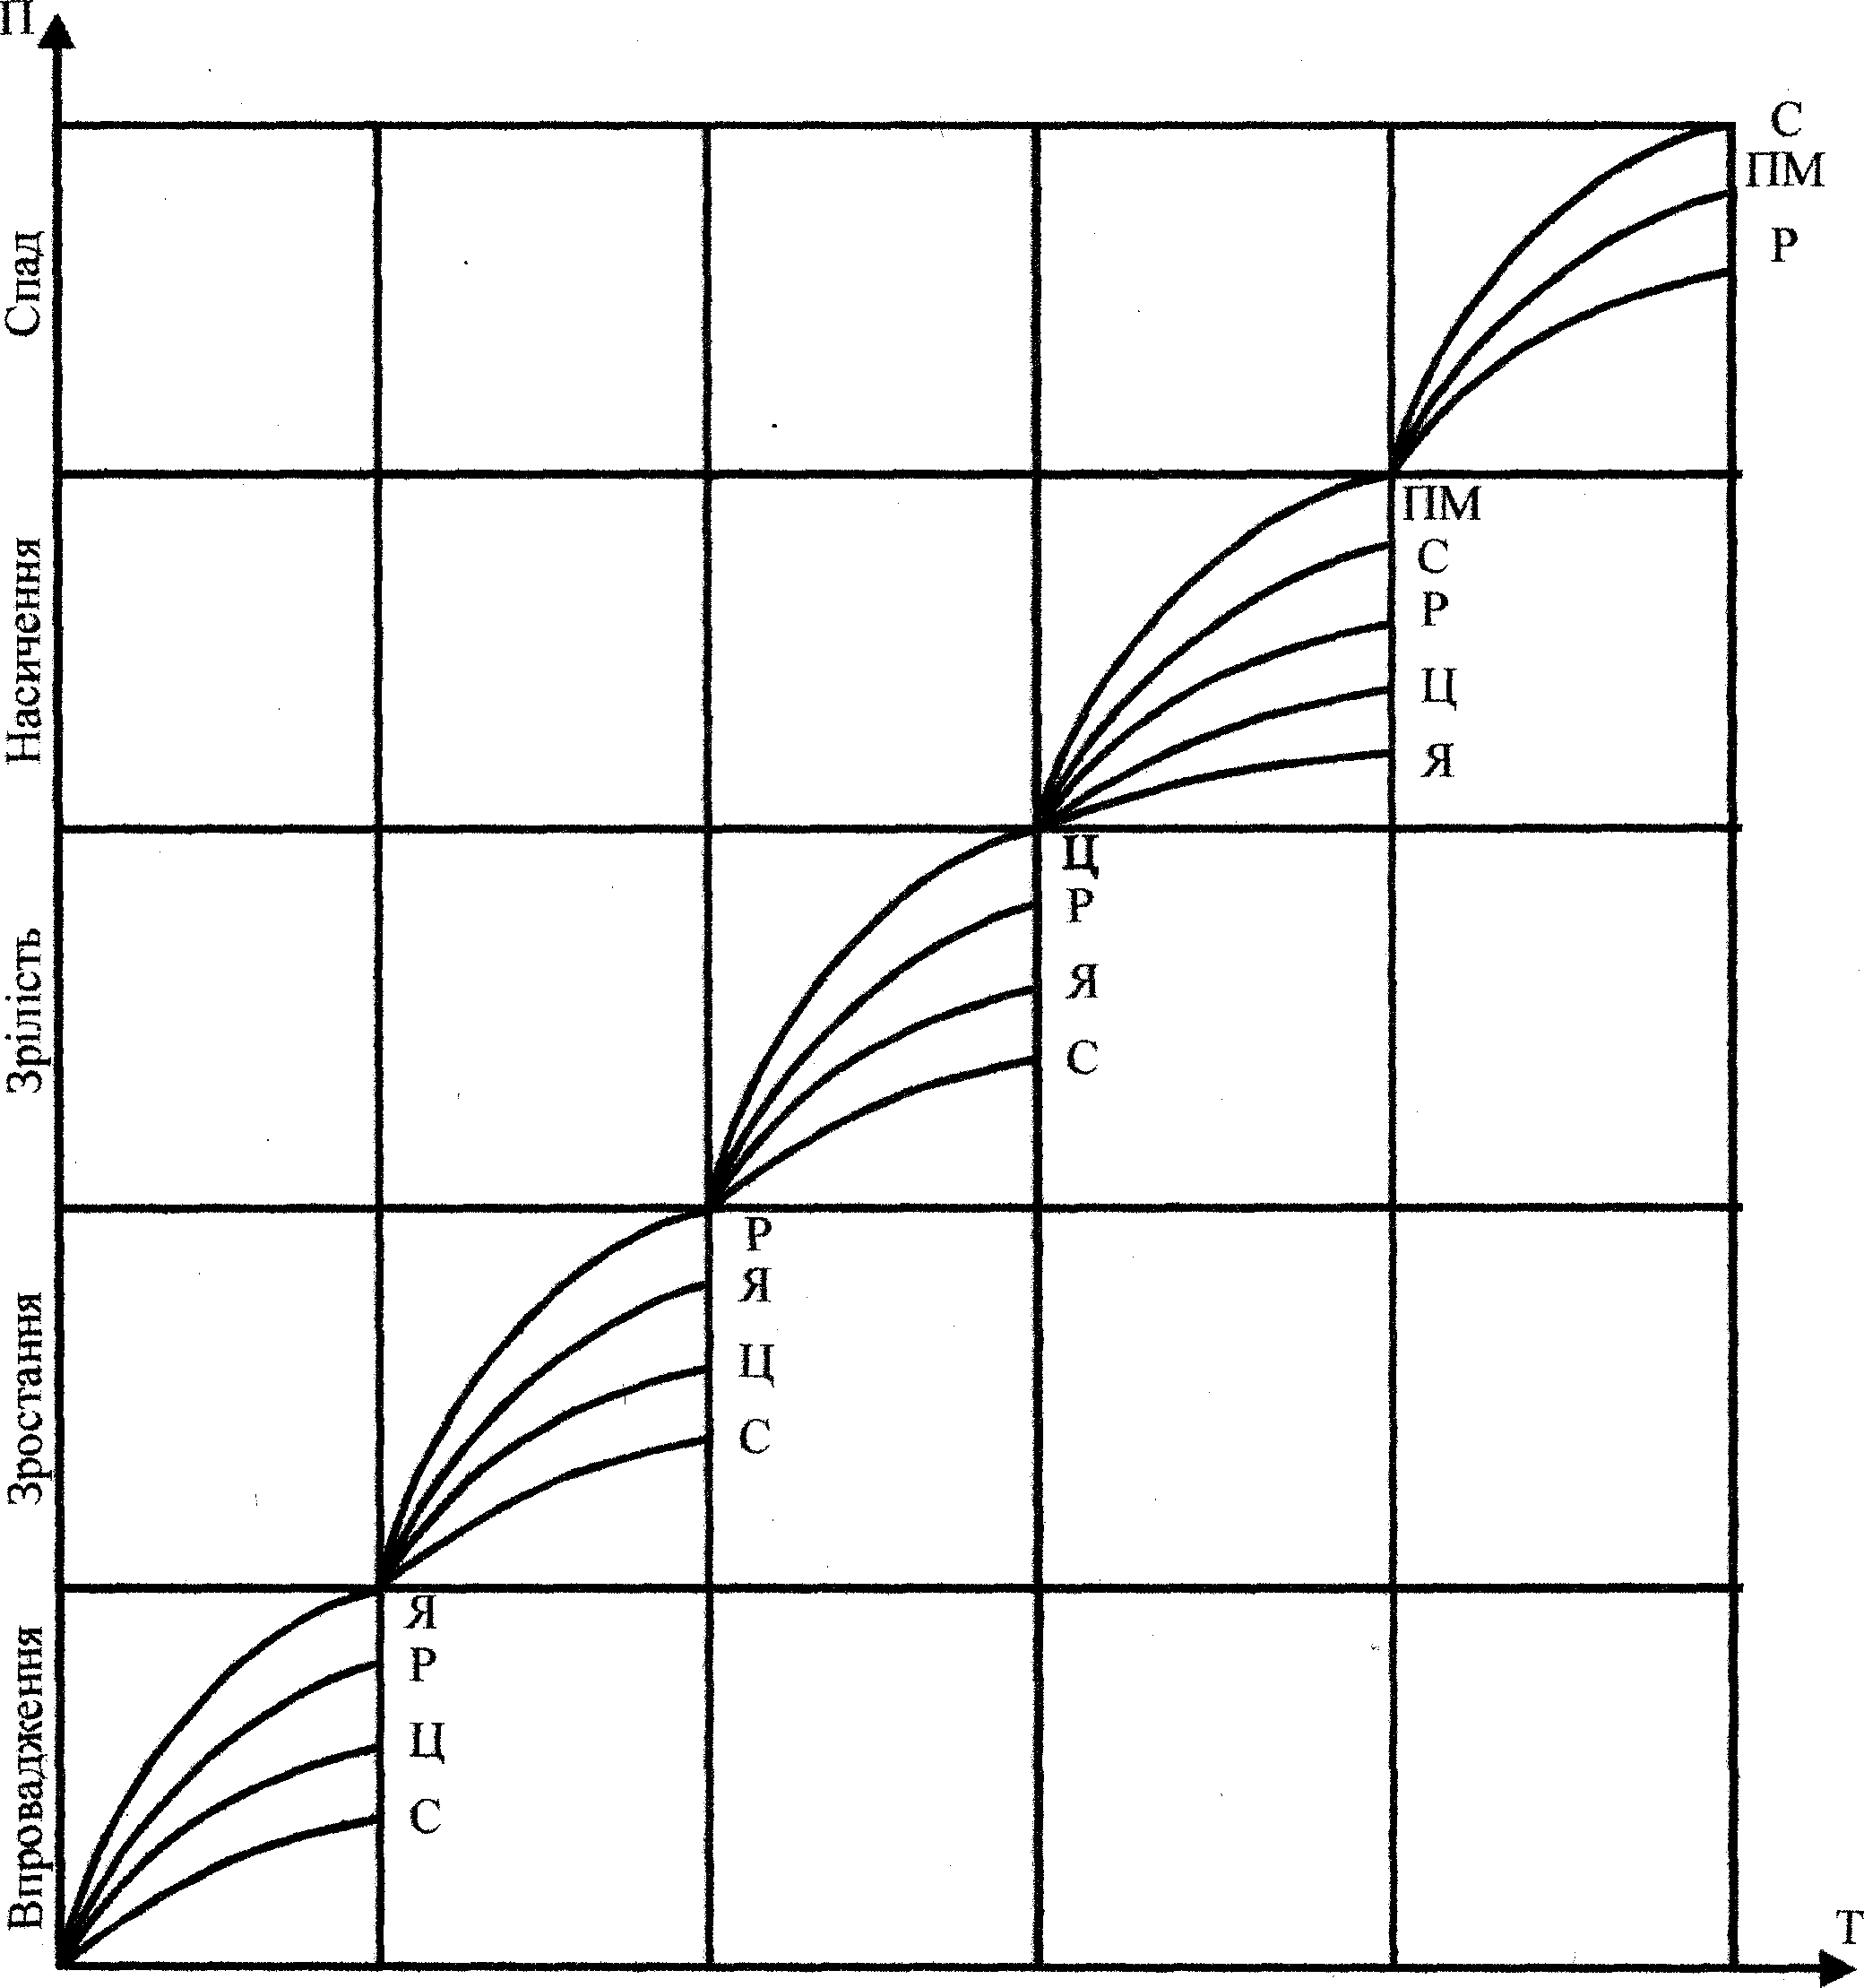 П
С
ПМ
Р
Спад
ПМ
С
Р
Ц
Я
Насичення
Ц
Р
Я
С
Зрілість
Р
Я
Ц
С
Зростання
Я
Р
Ц
С
Впровадження
Т